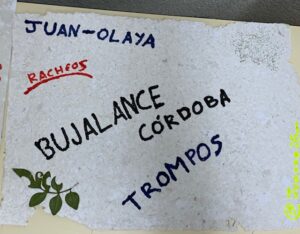 JUAN-OLAYA
RACHEOS
BUJALANCE
CÓRDOBA
TROMPOS